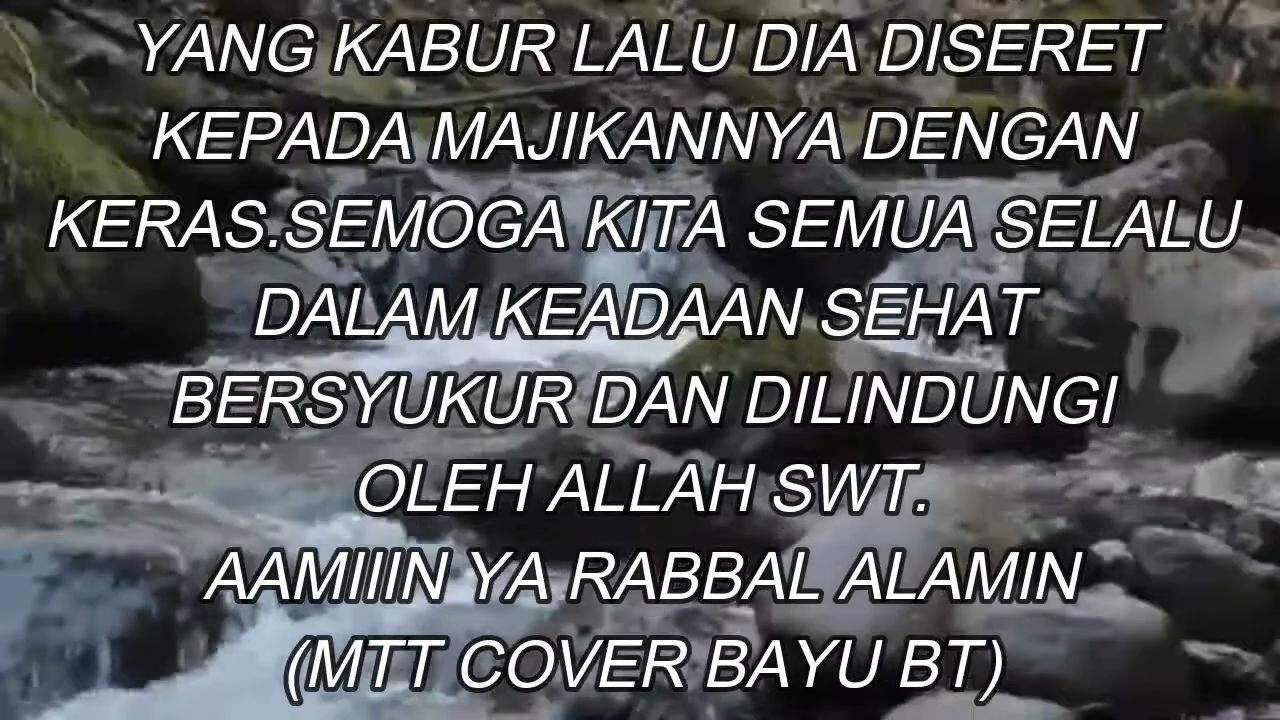 YANG KABUR LALU DIA DISERET
KEPADA MAJIKANNYA DENGAN
KERAS.SEMOGA KITA SEMUA SELALU
DALAM KEADAAN SEHAT
BERSYUKUR DAN DILINDUNGI
OLEH ALLAH SWT.
AAMIIIN YA RABBAL ALAMIN
(MTT COVER BAYU BT)